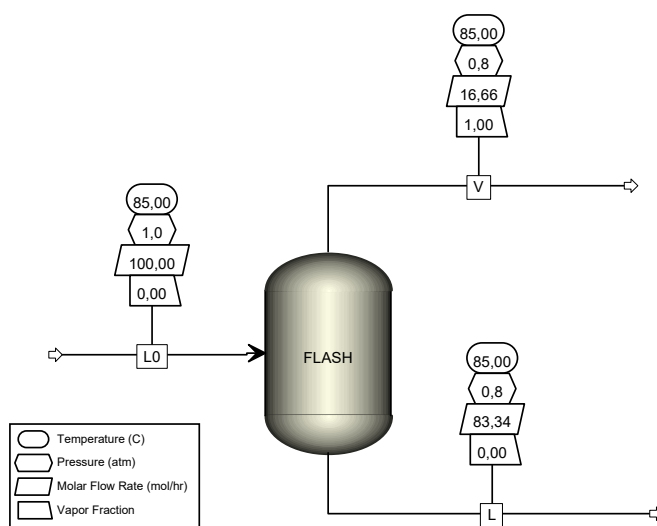 85,00
0,8
16,66
1,00
V
85,00
1,0
100,00
0,00
L0
FLASH
85,00
0,8
83,34
0,00
L
Temperature (C)
Pressure (atm)
Molar Flow Rate (mol/hr)
Vapor Fraction